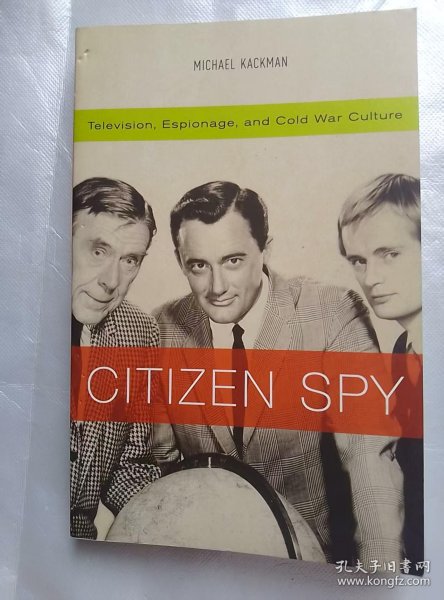 MICHAEL KACKMAN
Television, Espionage, and Cold War Culture
CITIZEN SPY
孔夫子旧书网
www.kongfz.com